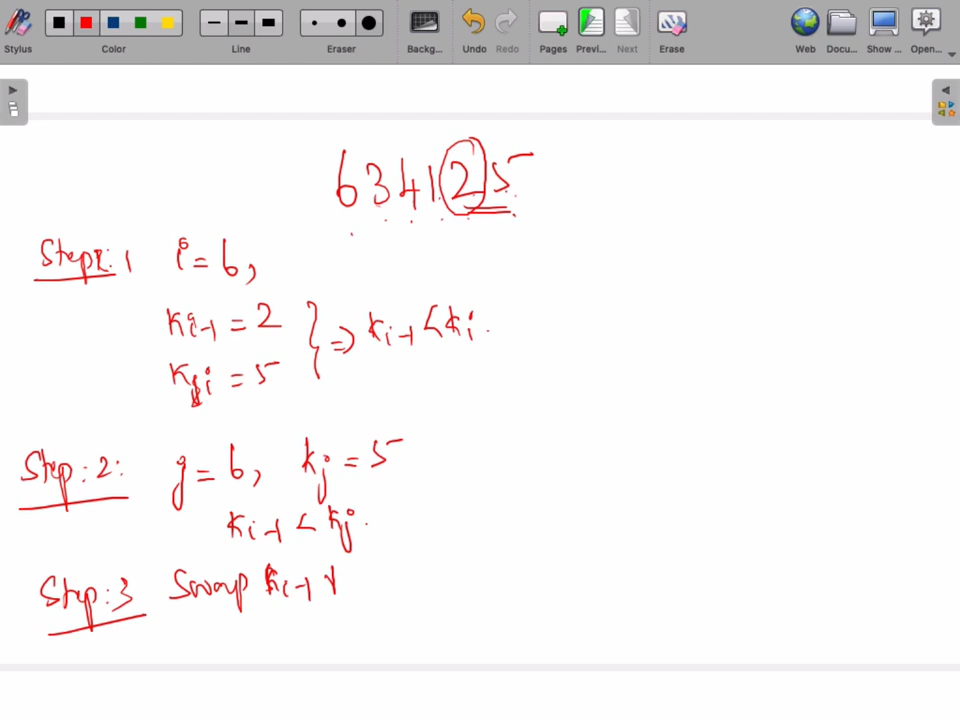 Stylus
Color
Line
Eraser
Backg...
Undo
Redo
Pages
Previ...
Next
Erase
Web
Docu...
Show ...
Open...
634125
Step: 1 i = 6,
Ki-1 = 2 } => Ki-1 < Ki.
Ki = 5
Step: 2: j = 6, Kj = 5
Ki-1 < Kj.
Step: 3 Swap Ki-1